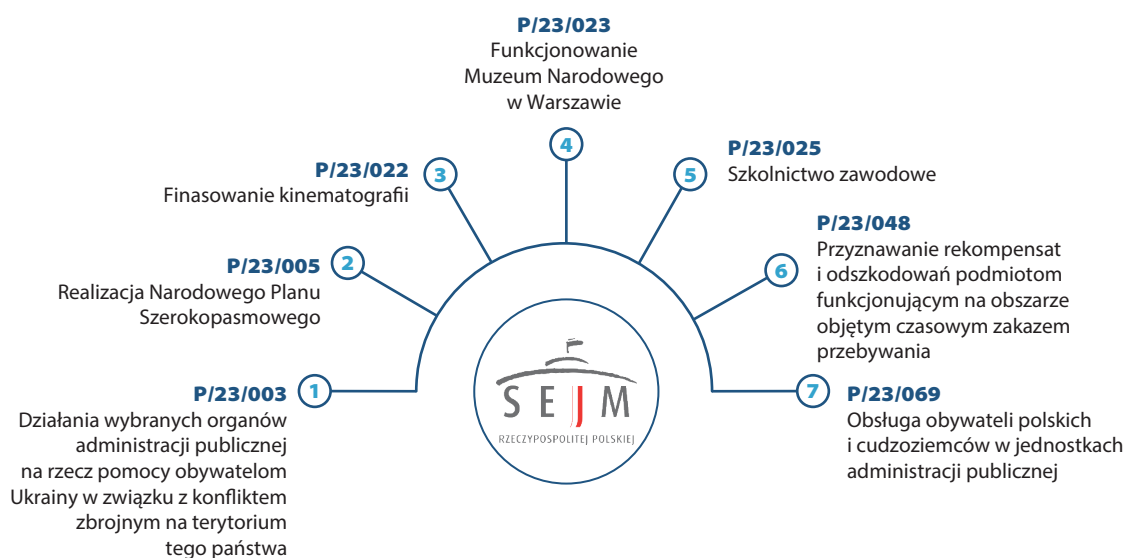 P/23/023
Funkcjonowanie
Muzeum Narodowego
w Warszawie
4
P/23/022
Finasowanie kinematografii
3
P/23/025
Szkolnictwo zawodowe
5
P/23/005
Realizacja Narodowego Planu
Szerokopasmowego
2
P/23/048
Przyznawanie rekompensat
i odszkodowań podmiotom
funkcjonującym na obszarze
objętym czasowym zakazem
przebywania
6
P/23/003
Działania wybranych organów
administracji publicznej
na rzecz pomocy obywatelom
Ukrainy w związku z konfliktem
zbrojnym na terytorium
tego państwa
1
SEJM
RZECZYPOSPOLITEJ POLSKIEJ
7
P/23/069
Obsługa obywateli polskich
i cudzoziemców w jednostkach
administracji publicznej